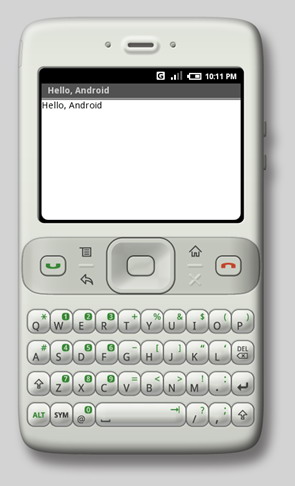 G 10:11 PM
Hello, Android
Hello, Android
* 1 2 3 + % & $ ( )
Q W E R T Y U I O P
# 4 5 6 - [ ] " '
A S D F G H J K L DEL
7 8 9 = < > ! :
Z X C V B N M .
ALT SYM 0 @ / ? , ;